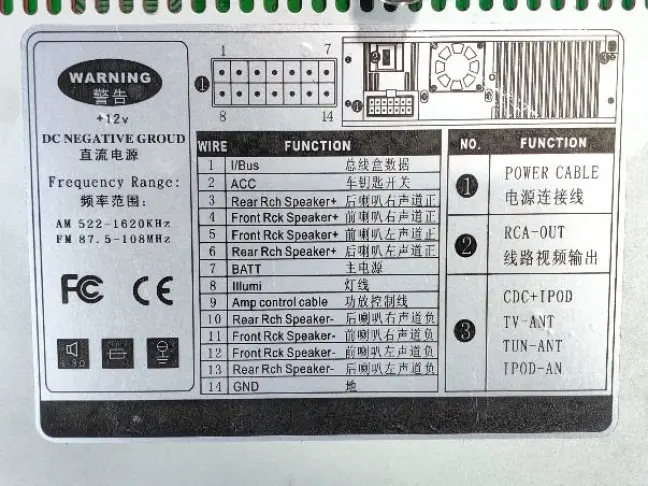 WARNING
警告
+12v
DC NEGATIVE GROUD
直流电源
Frequency Range:
频率范围:
AM 522-1620KHz
FM 87.5-108MHz
FC CE
1 7
8 14
1
1
3
WIRE FUNCTION
1 I/Bus 总线盒数据
2 ACC 车钥匙开关
3 Rear Rch Speaker+ 后喇叭右声道正
4 Front Rck Speaker+ 前喇叭右声道正
5 Front Rck Speaker+ 前喇叭左声道正
6 Rear Rch Speaker+ 后喇叭左声道正
7 BATT 主电源
8 Illumi 灯线
9 Amp control cable 功放控制线
10 Rear Rch Speaker- 后喇叭右声道负
11 Front Rck Speaker- 前喇叭右声道负
12 Front Rck Speaker- 前喇叭左声道负
13 Rear Rch Speaker- 后喇叭左声道负
14 GND 地
NO. FUNCTION
1 POWER CABLE
电源连接线
2 RCA-OUT
线路视频输出
3 CDC+IPOD
TV-ANT
TUN-ANT
IPOD-AN